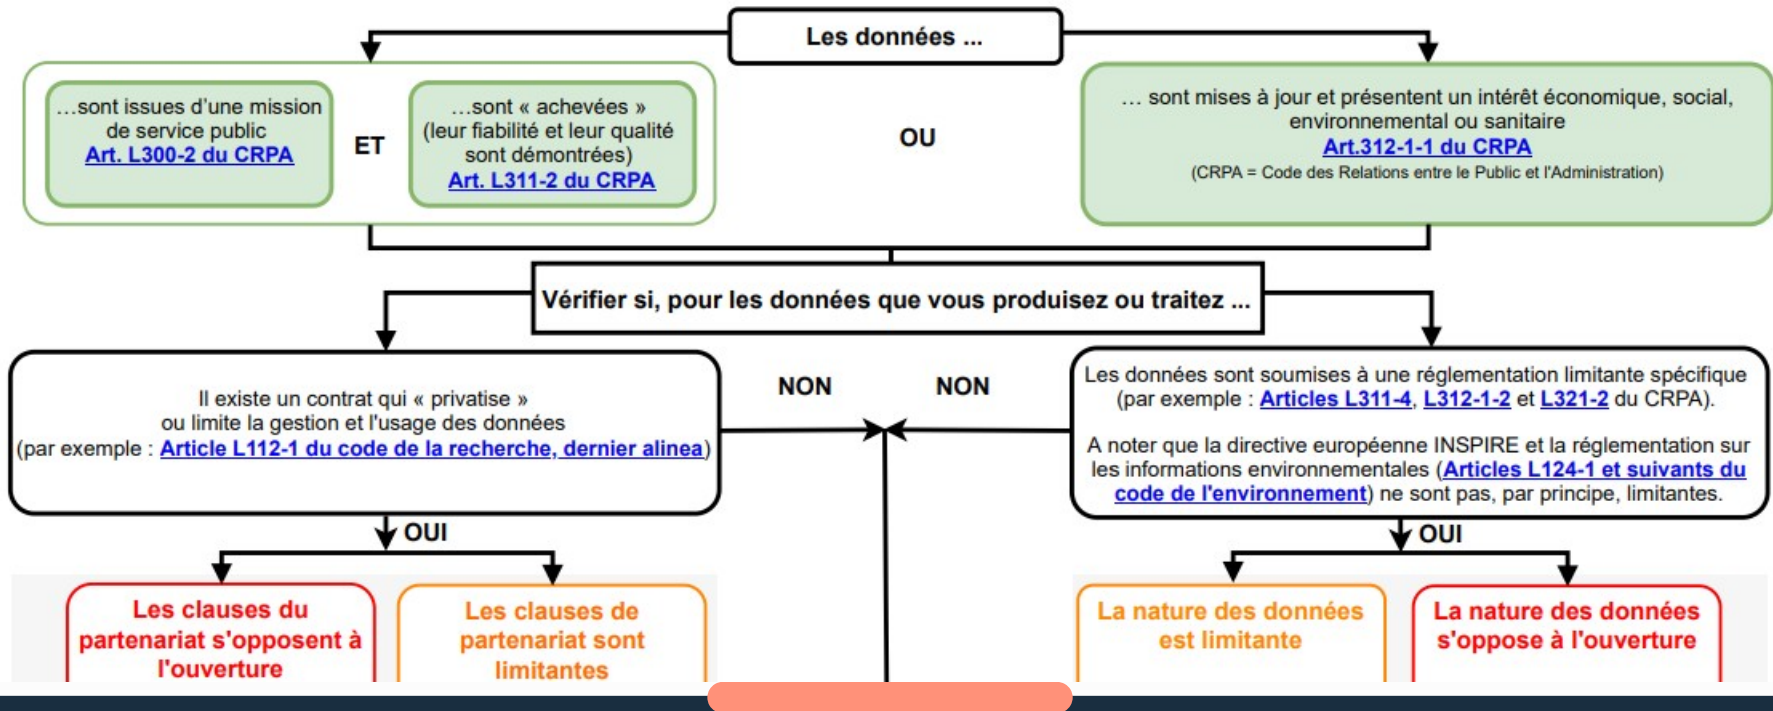 Les données ...
…sont issues d'une mission
de service public
Art. L300-2 du CRPA
ET
…sont « achevées »
(leur fiabilité et leur qualité
sont démontrées)
Art. L311-2 du CRPA
OU
… sont mises à jour et présentent un intérêt économique, social,
environnemental ou sanitaire
Art.312-1-1 du CRPA
(CRPA = Code des Relations entre le Public et l'Administration)
Vérifier si, pour les données que vous produisez ou traitez ...
Il existe un contrat qui « privatise »
ou limite la gestion et l'usage des données
(par exemple : Article L112-1 du code de la recherche, dernier alinea)
NON
NON
Les données sont soumises à une réglementation limitante spécifique
(par exemple : Articles L311-4, L312-1-2 et L321-2 du CRPA).
A noter que la directive européenne INSPIRE et la réglementation sur
les informations environnementales (Articles L124-1 et suivants du
code de l'environnement) ne sont pas, par principe, limitantes.
OUI
OUI
Les clauses du
partenariat s'opposent à
l'ouverture
Les clauses de
partenariat sont
limitantes
La nature des données
est limitante
La nature des données
s'oppose à l'ouverture